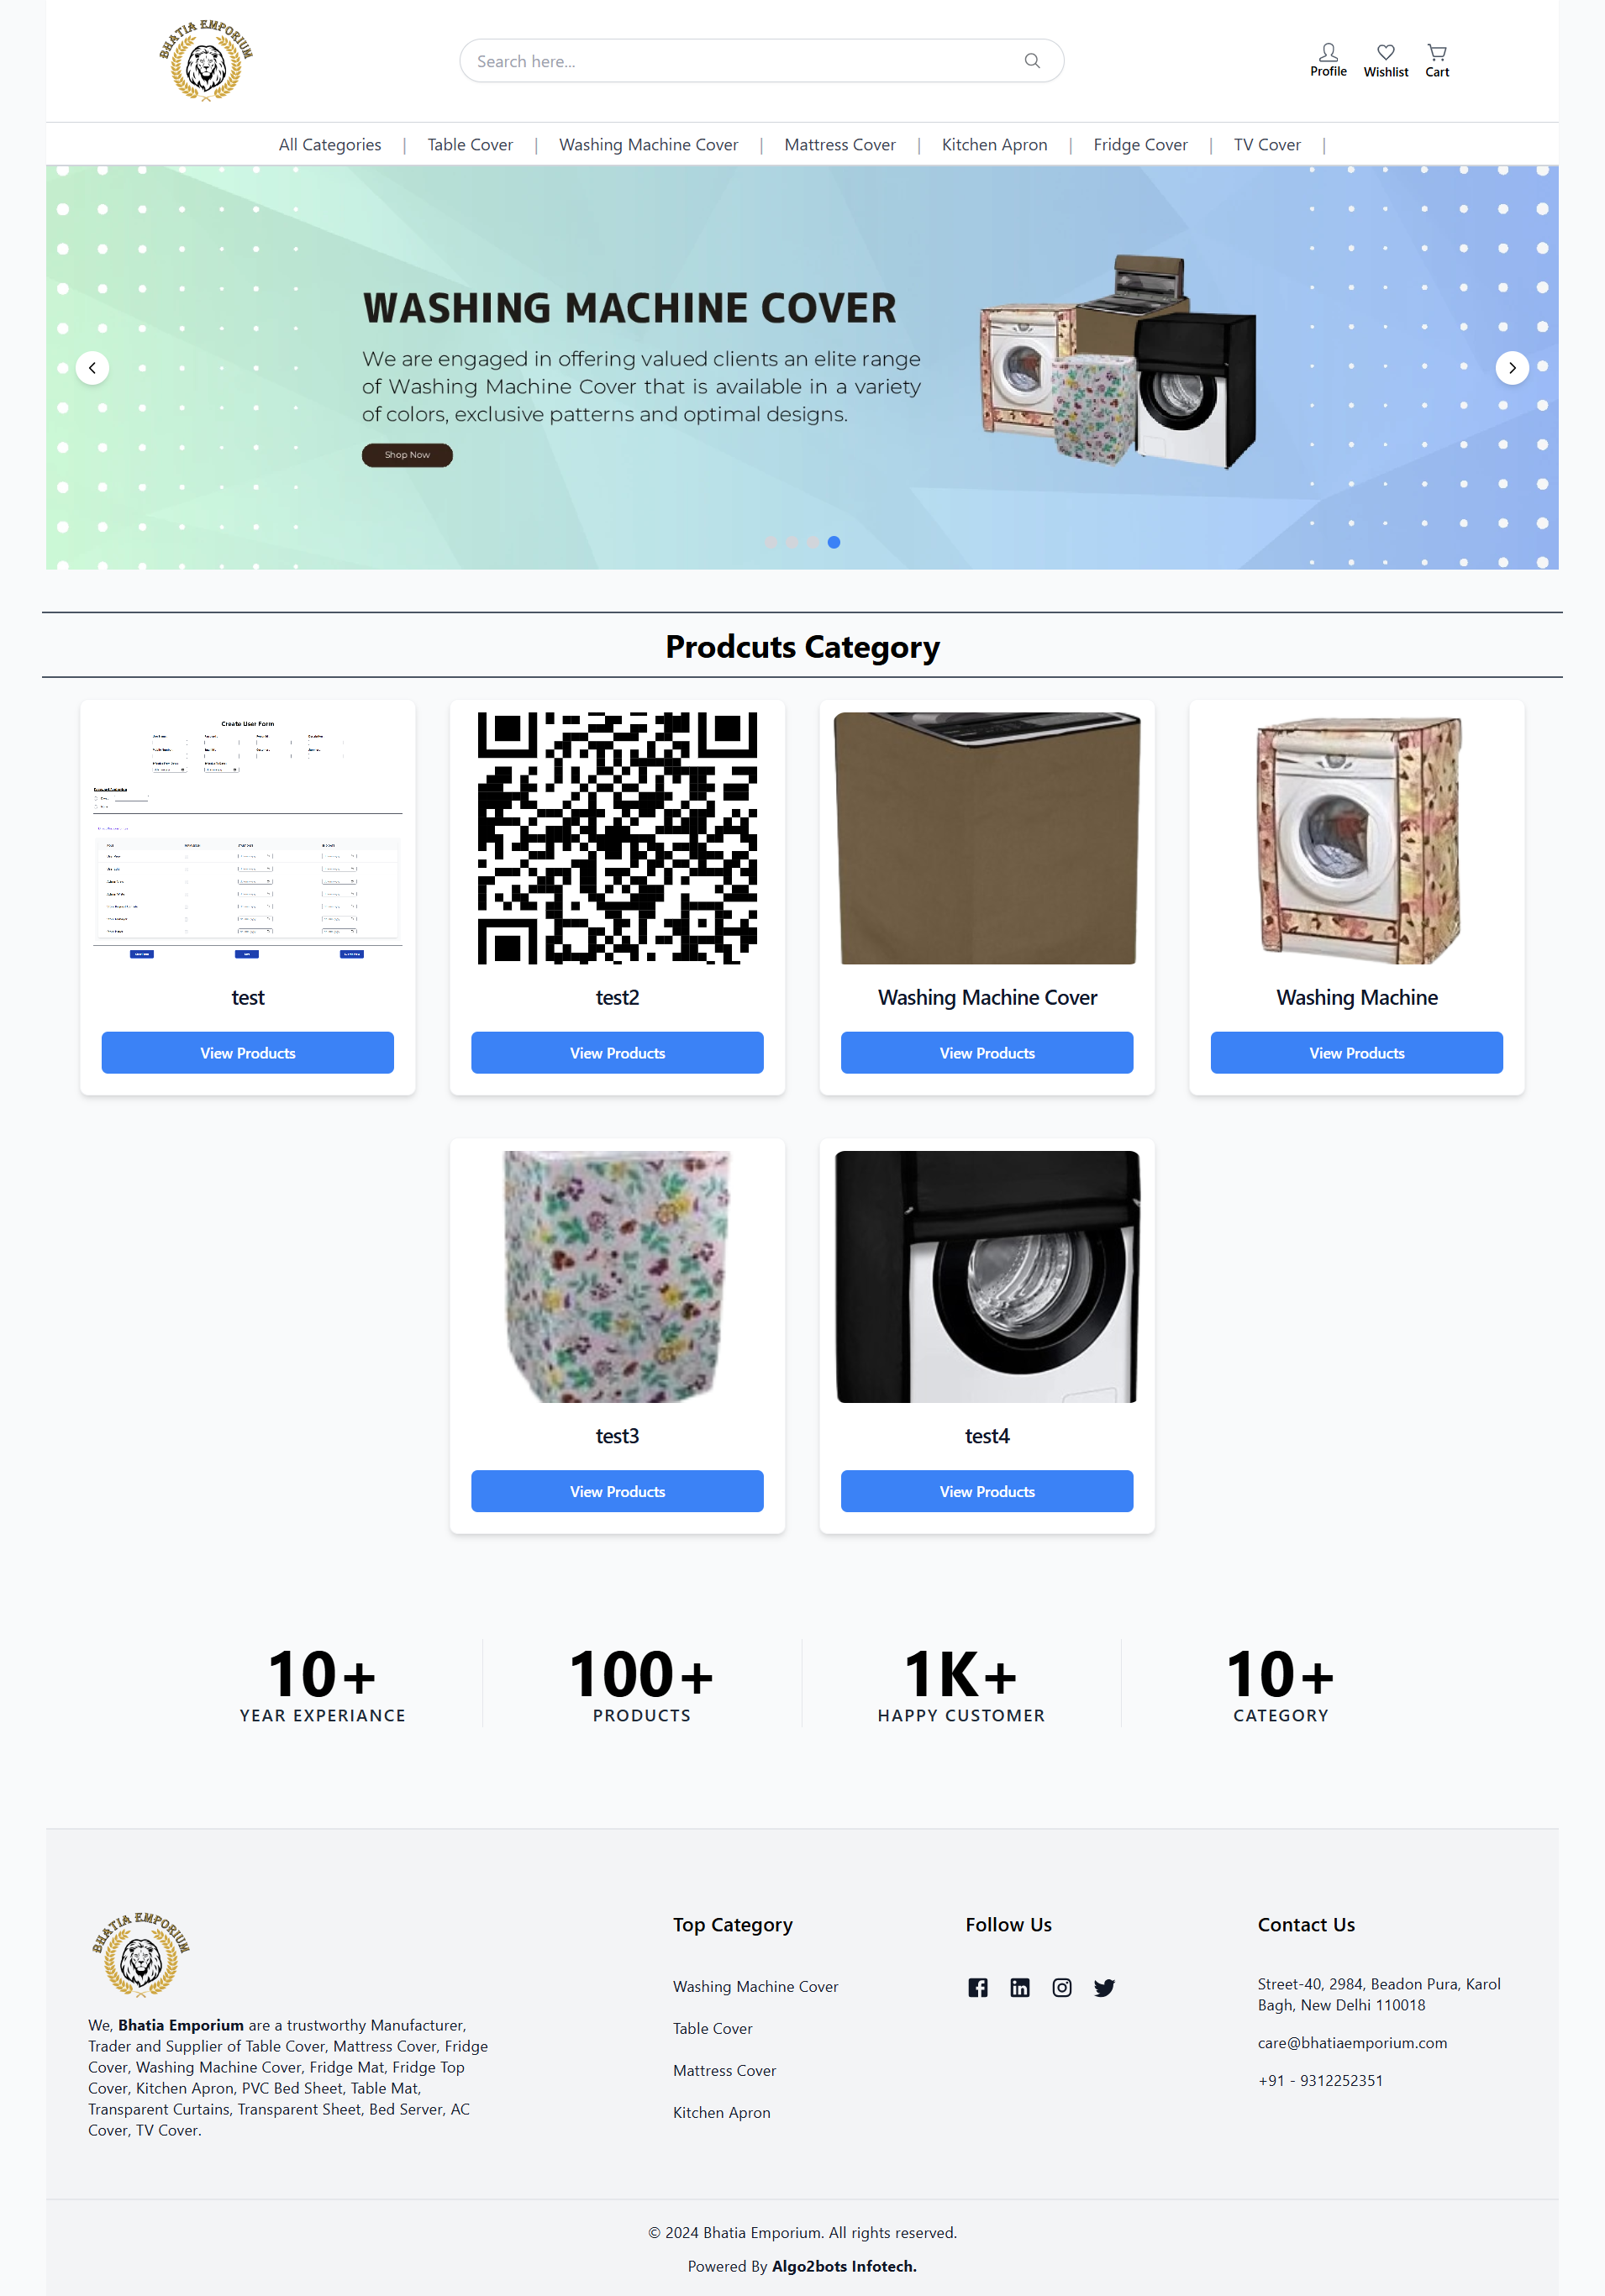 BHATIA EMPORIUM
Search here...
Profile
Wishlist
Cart
All Categories | Table Cover | Washing Machine Cover | Mattress Cover | Kitchen Apron | Fridge Cover | TV Cover |
WASHING MACHINE COVER
We are engaged in offering valued clients an elite range
of Washing Machine Cover that is available in a variety
of colors, exclusive patterns and optimal designs.
Shop Now
Prodcuts Category
Create User Form
test
View Products
test2
View Products
Washing Machine Cover
View Products
Washing Machine
View Products
test3
View Products
test4
View Products
10+
YEAR EXPERIANCE
100+
PRODUCTS
1K+
HAPPY CUSTOMER
10+
CATEGORY
BHATIA EMPORIUM
We, Bhatia Emporium are a trustworthy Manufacturer,
Trader and Supplier of Table Cover, Mattress Cover, Fridge
Cover, Washing Machine Cover, Fridge Mat, Fridge Top
Cover, Kitchen Apron, PVC Bed Sheet, Table Mat,
Transparent Curtains, Transparent Sheet, Bed Server, AC
Cover, TV Cover.
Top Category
Washing Machine Cover
Table Cover
Mattress Cover
Kitchen Apron
Follow Us
Contact Us
Street-40, 2984, Beadon Pura, Karol
Bagh, New Delhi 110018
care@bhatiaemporium.com
+91 - 9312252351
© 2024 Bhatia Emporium. All rights reserved.
Powered By Algo2bots Infotech.